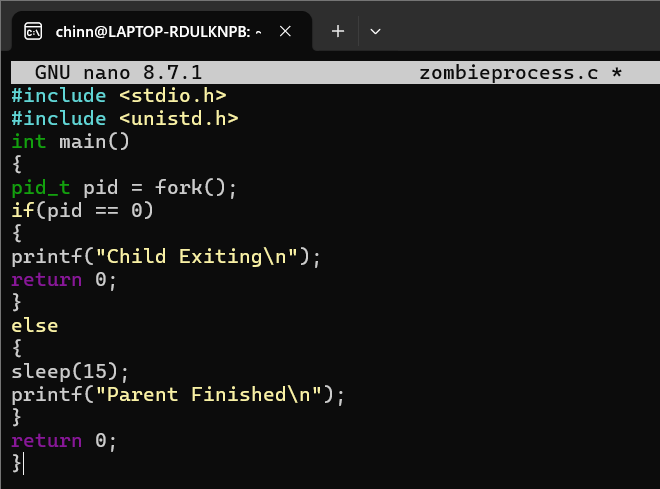 chinn@LAPTOP-RDULKNPB: ~
GNU nano 8.7.1 zombieprocess.c *
#include <stdio.h>
#include <unistd.h>
int main()
{
pid_t pid = fork();
if(pid == 0)
{
printf("Child Exiting\n");
return 0;
}
else
{
sleep(15);
printf("Parent Finished\n");
}
return 0;
}